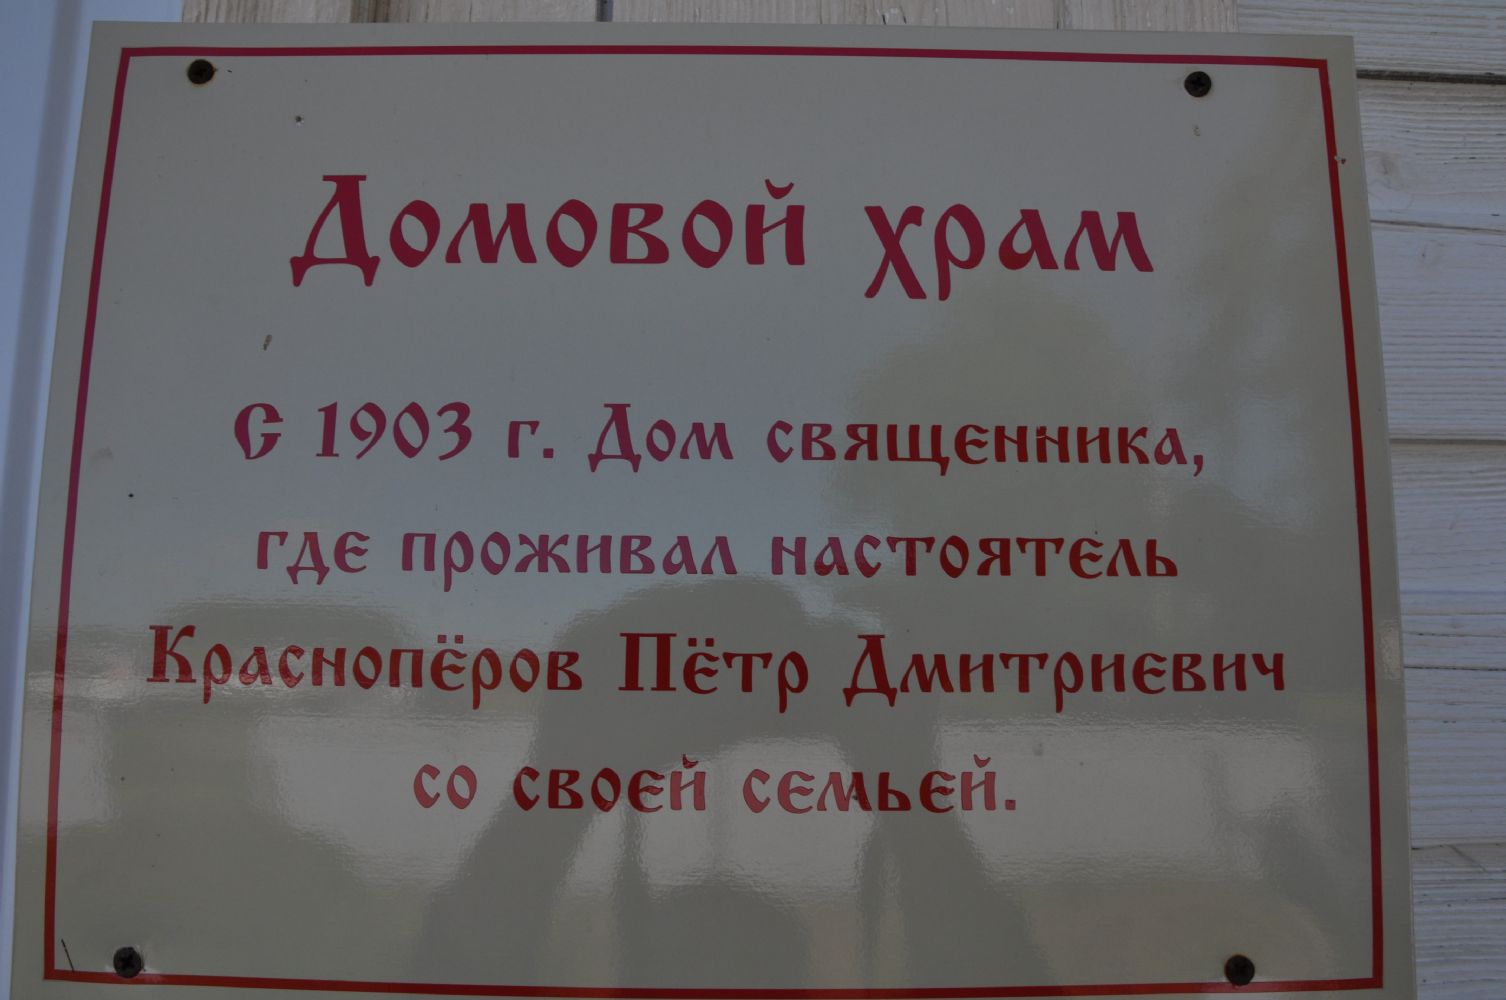 Домовой храм
С 1903 г. Дом священника,
где проживал настоятель
Краснопёров Пётр Дмитриевич
со своей семьей.